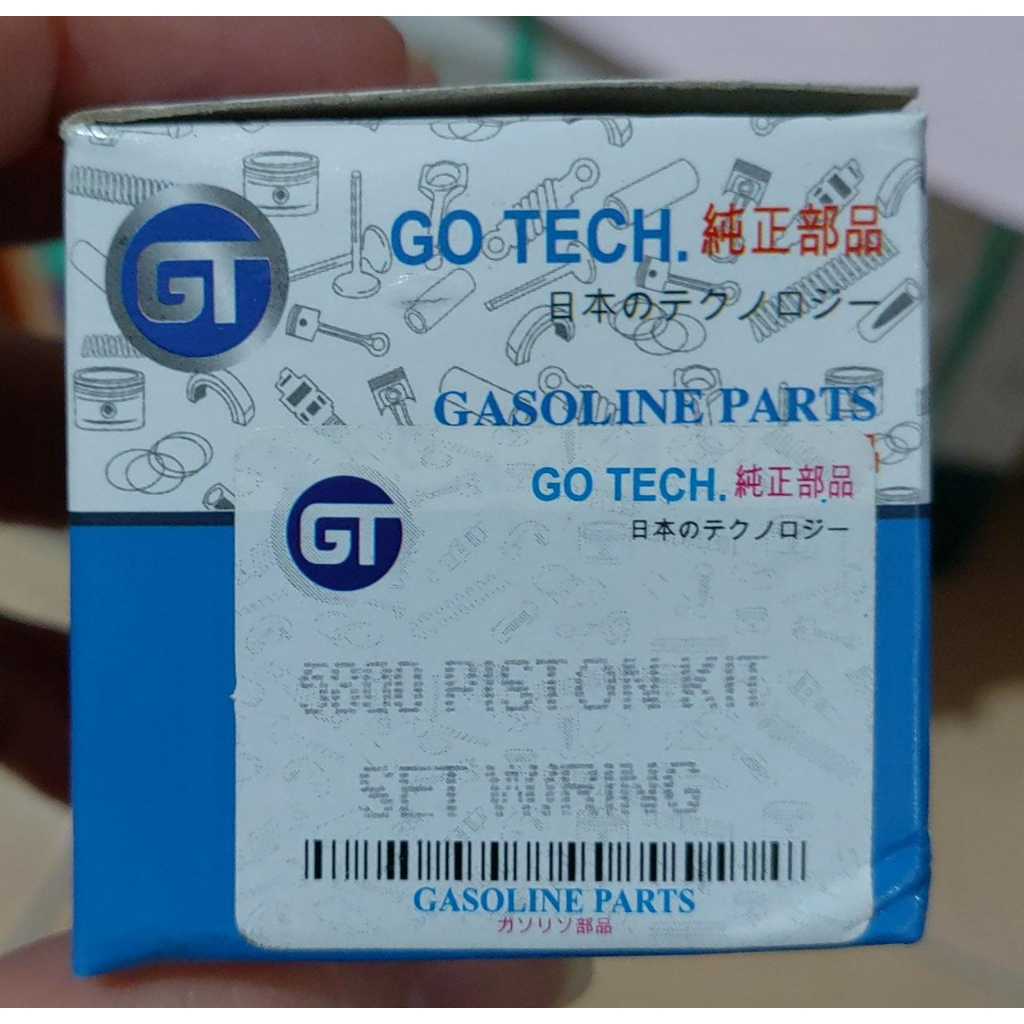 GT
GO TECH. 純正部品
日本のテクノロジー
GASOLINE PARTS
GT
GO TECH. 純正部品
日本のテクノロジー
PISTON KIT
SET W/RING
GASOLINE PARTS
ガソリソ部品